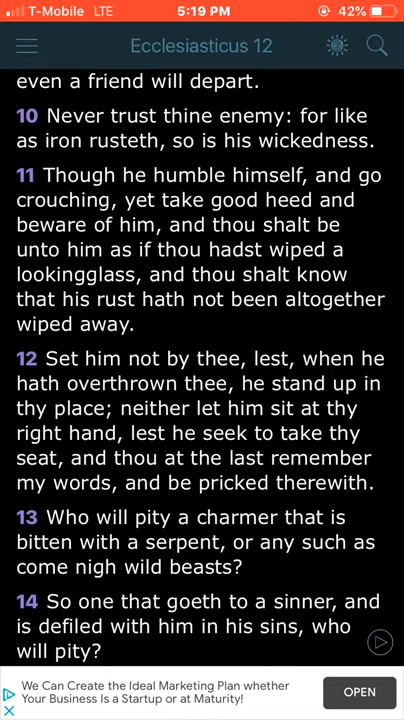 T-Mobile LTE 5:19 PM 42%
Ecclesiasticus 12
even a friend will depart.
10 Never trust thine enemy: for like
as iron rusteth, so is his wickedness.
11 Though he humble himself, and go
crouching, yet take good heed and
beware of him, and thou shalt be
unto him as if thou hadst wiped a
lookingglass, and thou shalt know
that his rust hath not been altogether
wiped away.
12 Set him not by thee, lest, when he
hath overthrown thee, he stand up in
thy place; neither let him sit at thy
right hand, lest he seek to take thy
seat, and thou at the last remember
my words, and be pricked therewith.
13 Who will pity a charmer that is
bitten with a serpent, or any such as
come nigh wild beasts?
14 So one that goeth to a sinner, and
is defiled with him in his sins, who
will pity?
We Can Create the Ideal Marketing Plan whether
Your Business Is a Startup or at Maturity!
OPEN